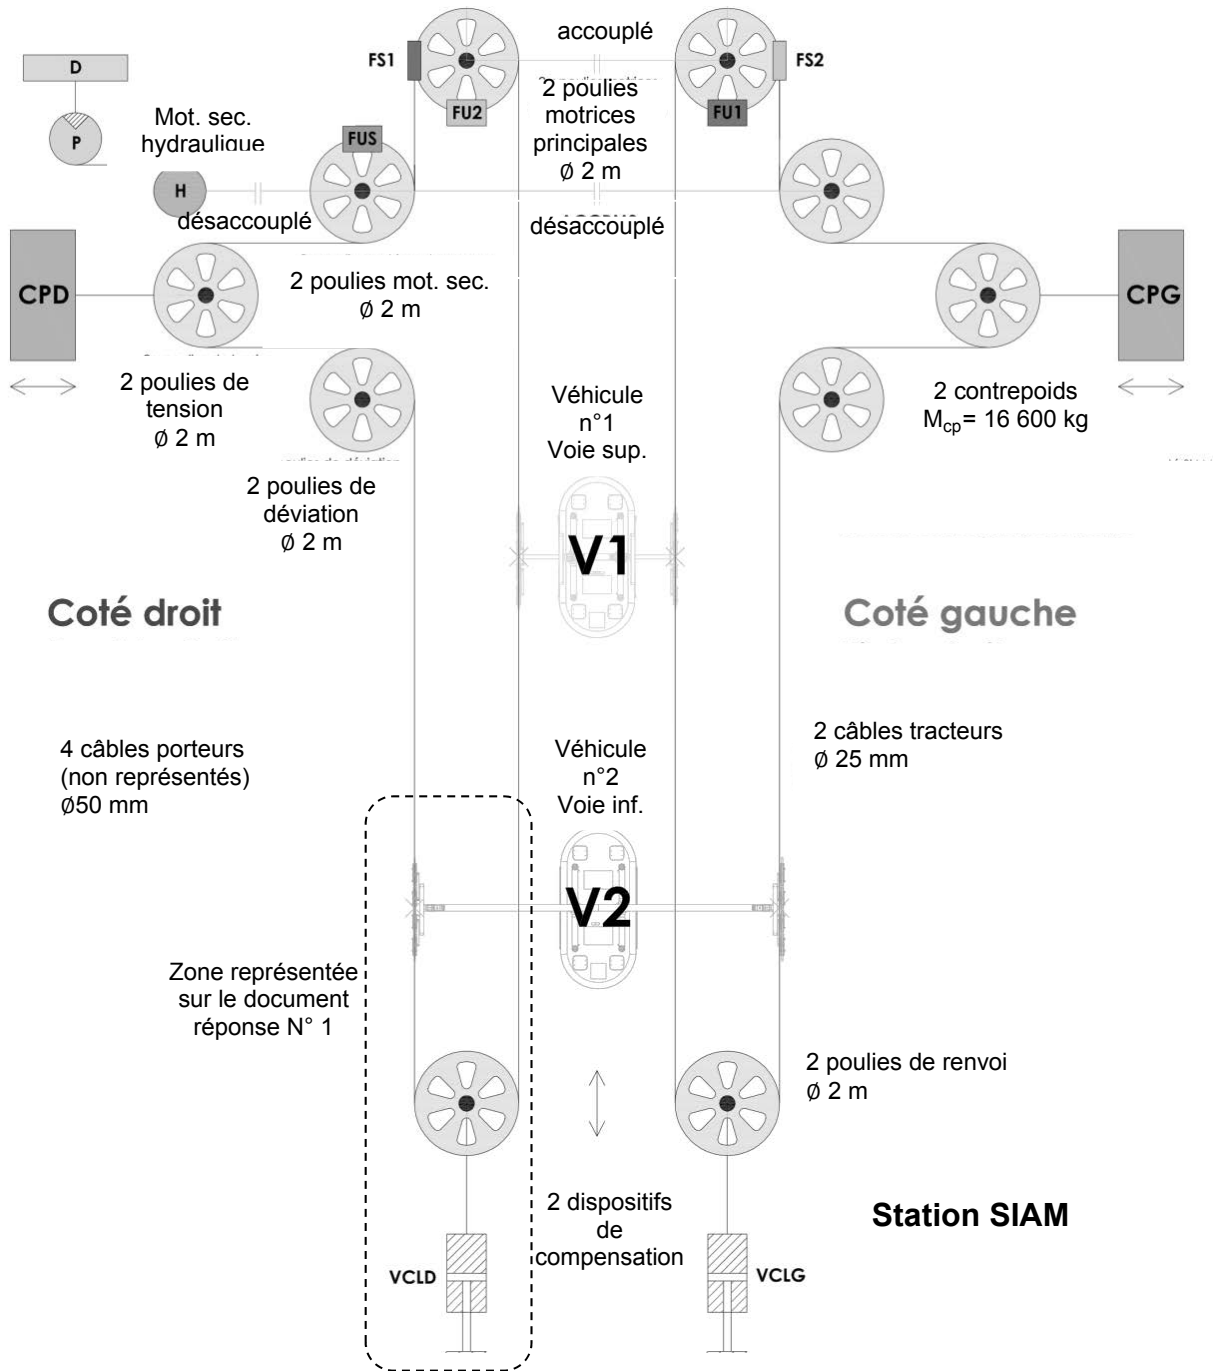 accouplé
FS1
FS2
D
2 poulies
motrices
principales
Ø 2 m
Mot. sec.
hydraulique
P
FU2
FU1
FUS
H
désaccouplé
désaccouplé
CPD
2 poulies mot. sec.
Ø 2 m
CPG
2 poulies de
tension
Ø 2 m
Véhicule
n°1
Voie sup.
2 contrepoids
Mcp= 16 600 kg
2 poulies de
déviation
Ø 2 m
V1
Coté droit
Coté gauche
4 câbles porteurs
(non représentés)
Ø50 mm
Véhicule
n°2
Voie inf.
2 câbles tracteurs
Ø 25 mm
V2
Zone représentée
sur le document
réponse N° 1
2 poulies de renvoi
Ø 2 m
2 dispositifs
de
compensation
Station SIAM
VCLD
VCLG